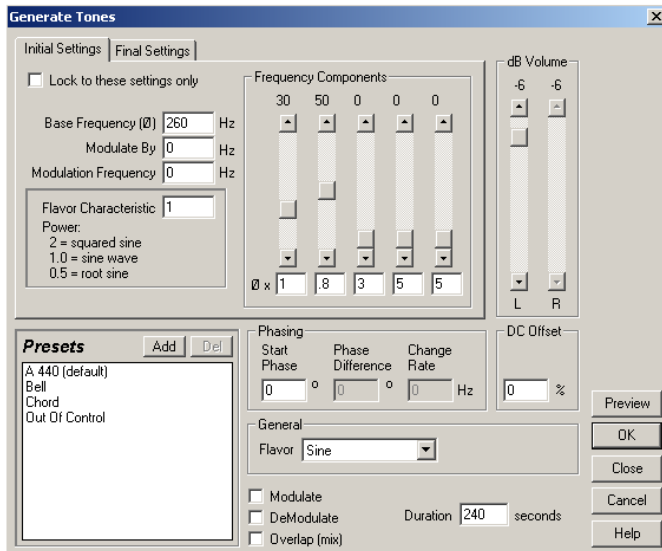 Generate Tones
Initial Settings Final Settings
Lock to these settings only
Base Frequency (Ø) 260 Hz
Modulate By 0 Hz
Modulation Frequency 0 Hz
Flavor Characteristic 1
Power:
2 = squared sine
1.0 = sine wave
0.5 = root sine
Frequency Components
30 50 0 0 0
Ø x 1 .8 3 5 5
dB Volume
-6 -6
L R
Presets Add Del
A 440 (default)
Bell
Chord
Out Of Control
Phasing
Start Phase Phase Difference Change Rate
0 ° 0 ° 0 Hz
DC Offset
0 %
General
Flavor Sine
Modulate
DeModulate
Overlap (mix)
Duration 240 seconds
Preview
OK
Close
Cancel
Help